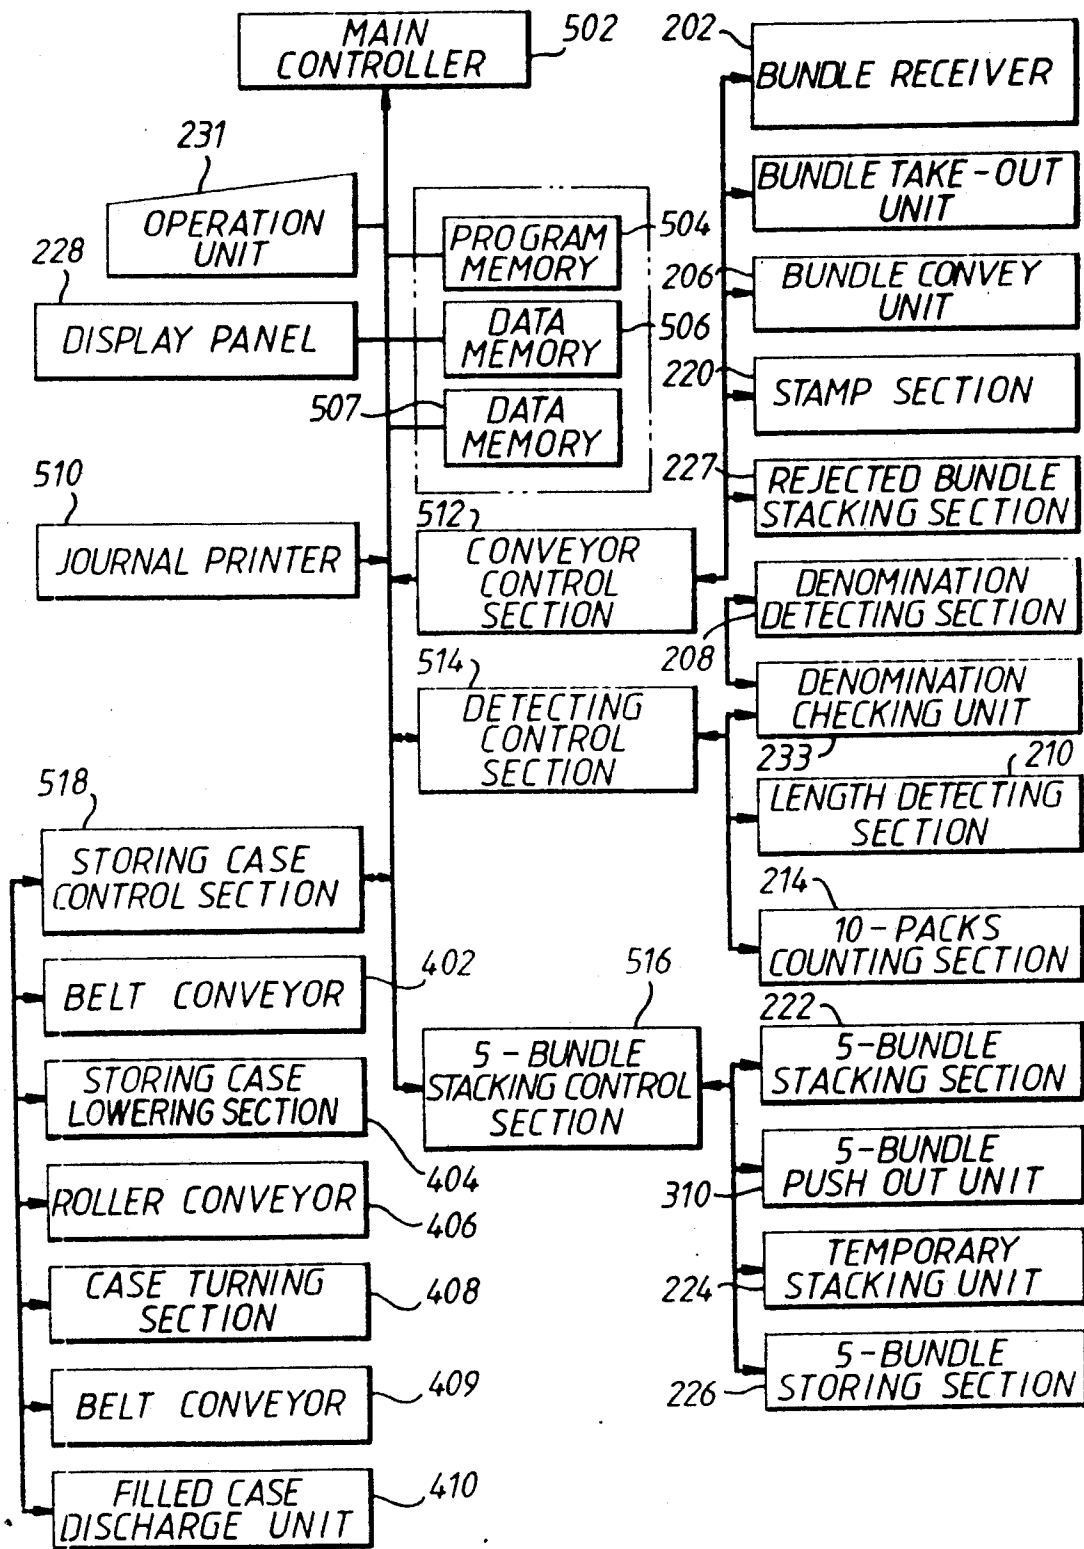 MAIN
CONTROLLER
502
202
BUNDLE RECEIVER
231
OPERATION
UNIT
BUNDLE TAKE-OUT
UNIT
228
DISPLAY PANEL
PROGRAM
MEMORY
504
206
BUNDLE CONVEY
UNIT
DATA
MEMORY
506
220
STAMP SECTION
507
DATA
MEMORY
227
REJECTED BUNDLE
STACKING SECTION
510
JOURNAL PRINTER
512
CONVEYOR
CONTROL
SECTION
DENOMINATION
DETECTING SECTION
208
514
DETECTING
CONTROL
SECTION
DENOMINATION
CHECKING UNIT
233
210
LENGTH DETECTING
SECTION
518
STORING CASE
CONTROL SECTION
214
10-PACKS
COUNTING SECTION
402
BELT CONVEYOR
516
5-BUNDLE
STACKING CONTROL
SECTION
222
5-BUNDLE
STACKING SECTION
STORING CASE
LOWERING SECTION
404
5-BUNDLE
PUSH OUT UNIT
310
ROLLER CONVEYOR
406
TEMPORARY
STACKING UNIT
224
CASE TURNING
SECTION
408
5-BUNDLE
STORING SECTION
226
BELT CONVEYOR
409
FILLED CASE
DISCHARGE UNIT
410